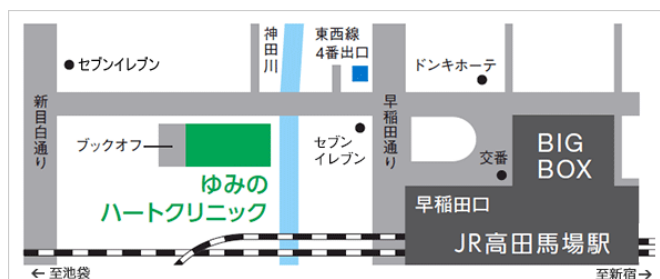 神田川
東西線
4番出口
セブンイレブン
ドンキホーテ
新目白通り
早稲田通り
ブックオフ
セブン
イレブン
交番
BIG
BOX
ゆみの
ハートクリニック
早稲田口
JR高田馬場駅
至池袋
至新宿